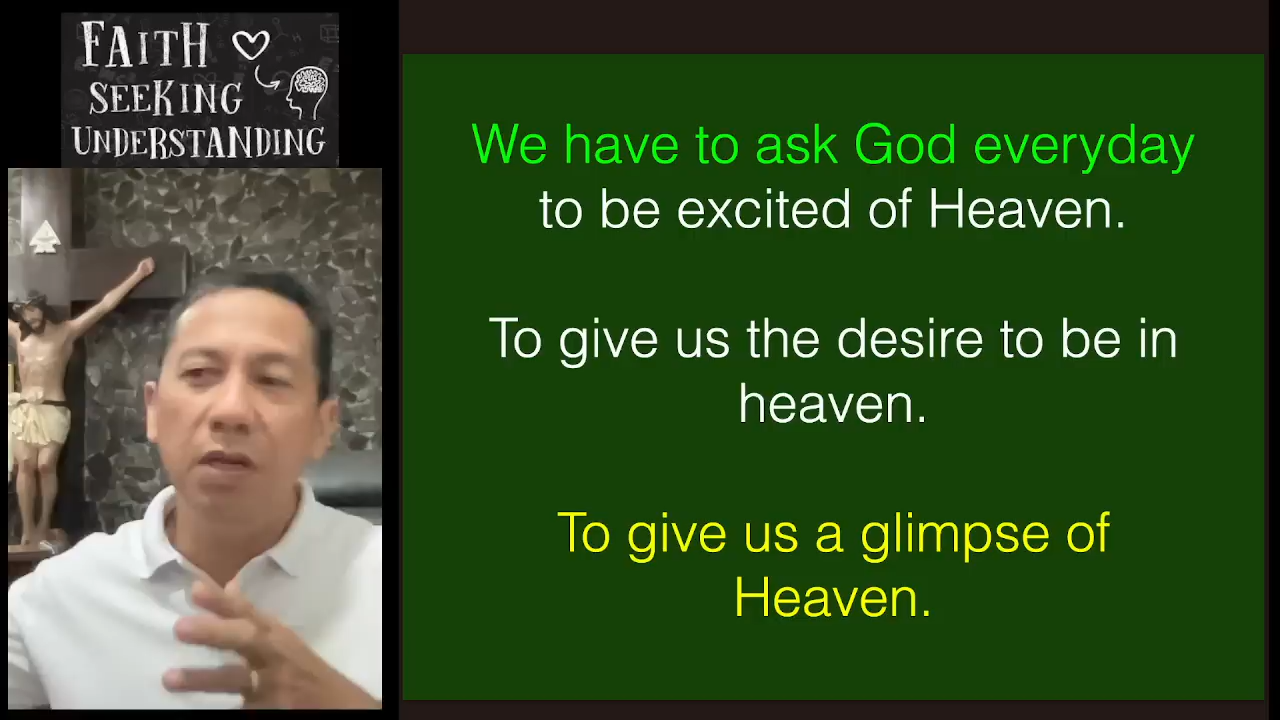 FAITH
SEEKING
UNDERSTANDING
We have to ask God everyday
to be excited of Heaven.
To give us the desire to be in
heaven.
To give us a glimpse of
Heaven.